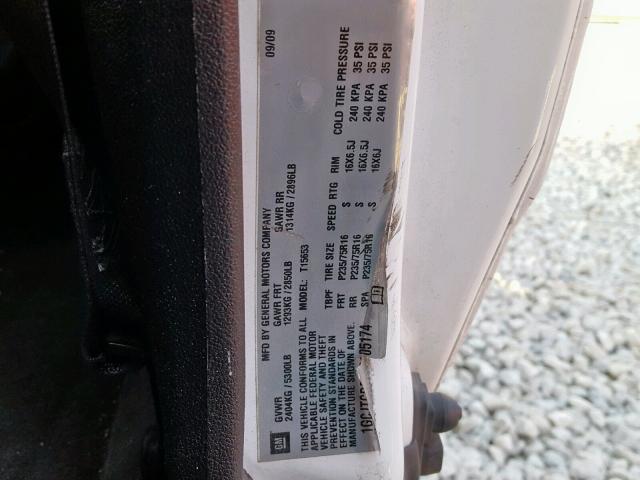 MFD BY GENERAL MOTORS COMPANY 09/09
GVWR GAWR FRT GAWR RR
2404KG / 5300LB 1293KG / 2850LB 1314KG / 2896LB
THIS VEHICLE CONFORMS TO ALL MODEL: T15653
APPLICABLE FEDERAL MOTOR
VEHICLE SAFETY AND THEFT
PREVENTION STANDARDS IN
EFFECT ON THE DATE OF
MANUFACTURE SHOWN ABOVE.
GM
TBPF TIRE SIZE SPEED RTG RIM COLD TIRE PRESSURE
FRT P235/75R16 S 16X6.5J 240 KPA 35 PSI
RR P235/75R16 S 16X6.5J 240 KPA 35 PSI
SPA P235/75R16 S 16X6J 240 KPA 35 PSI